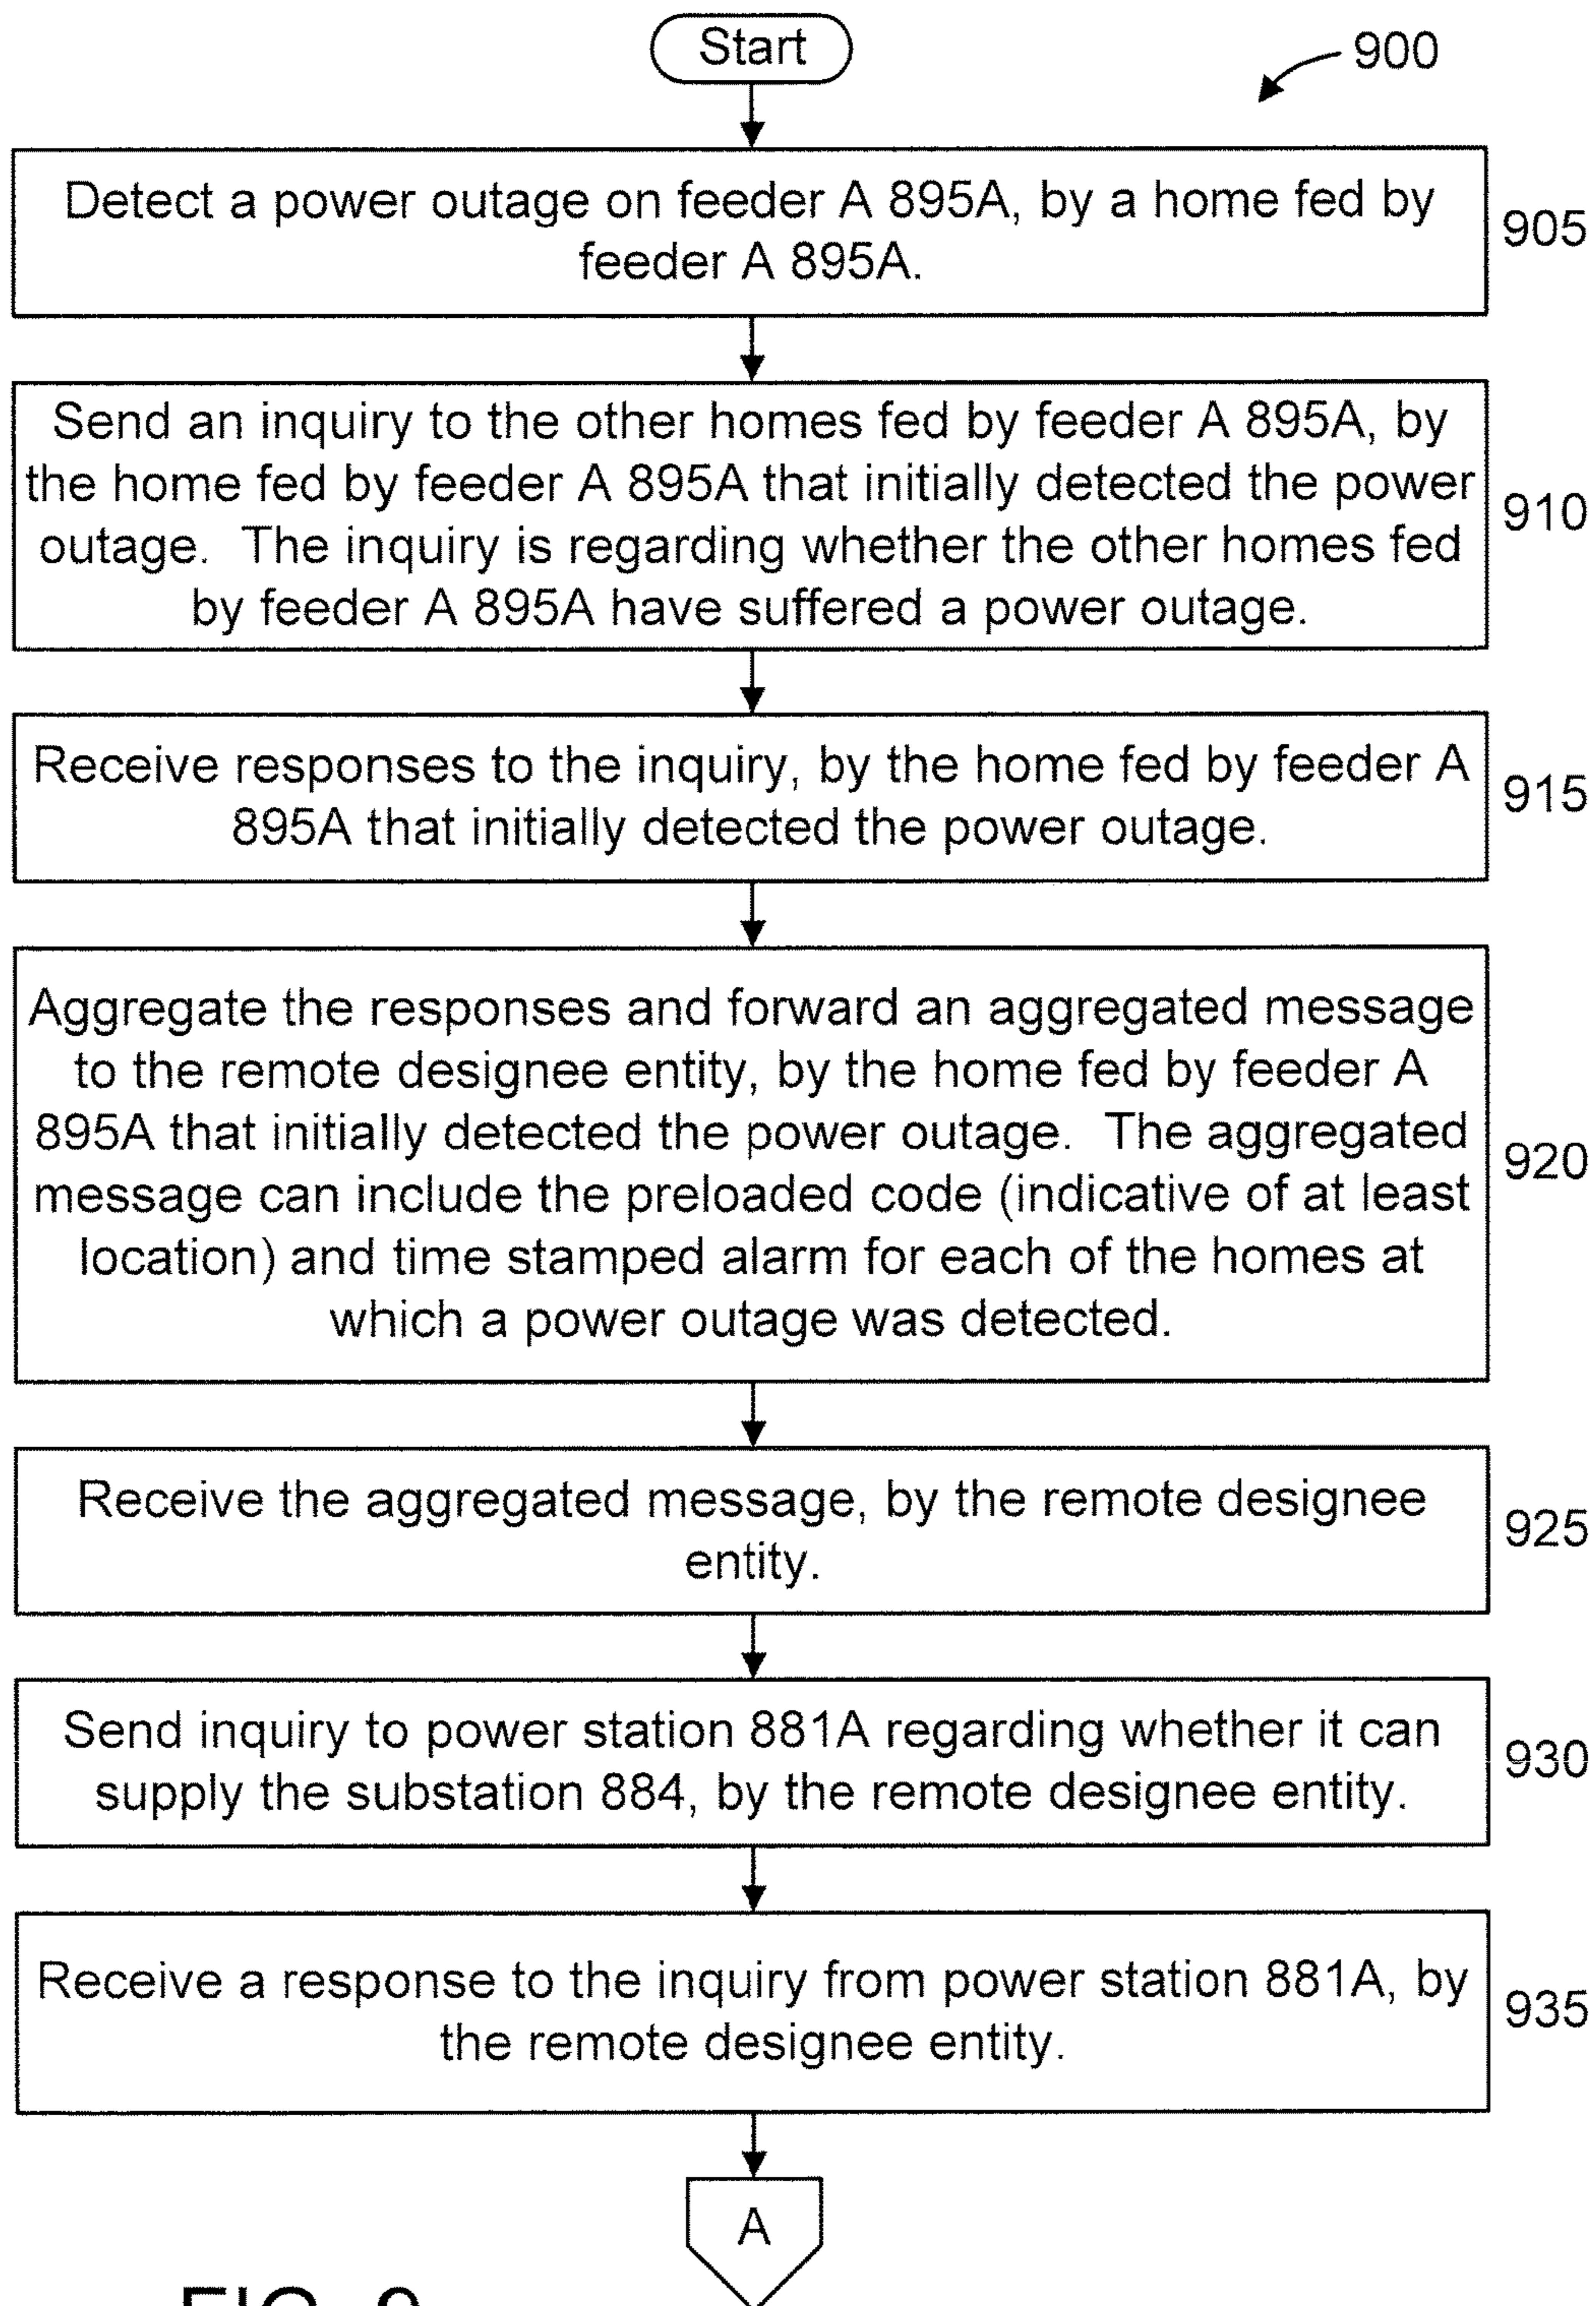 Start
900
Detect a power outage on feeder A 895A, by a home fed by
feeder A 895A.
905
Send an inquiry to the other homes fed by feeder A 895A, by
the home fed by feeder A 895A that initially detected the power
outage. The inquiry is regarding whether the other homes fed
by feeder A 895A have suffered a power outage.
910
Receive responses to the inquiry, by the home fed by feeder A
895A that initially detected the power outage.
915
Aggregate the responses and forward an aggregated message
to the remote designee entity, by the home fed by feeder A
895A that initially detected the power outage. The aggregated
message can include the preloaded code (indicative of at least
location) and time stamped alarm for each of the homes at
which a power outage was detected.
920
Receive the aggregated message, by the remote designee
entity.
925
Send inquiry to power station 881A regarding whether it can
supply the substation 884, by the remote designee entity.
930
Receive a response to the inquiry from power station 881A, by
the remote designee entity.
935
A